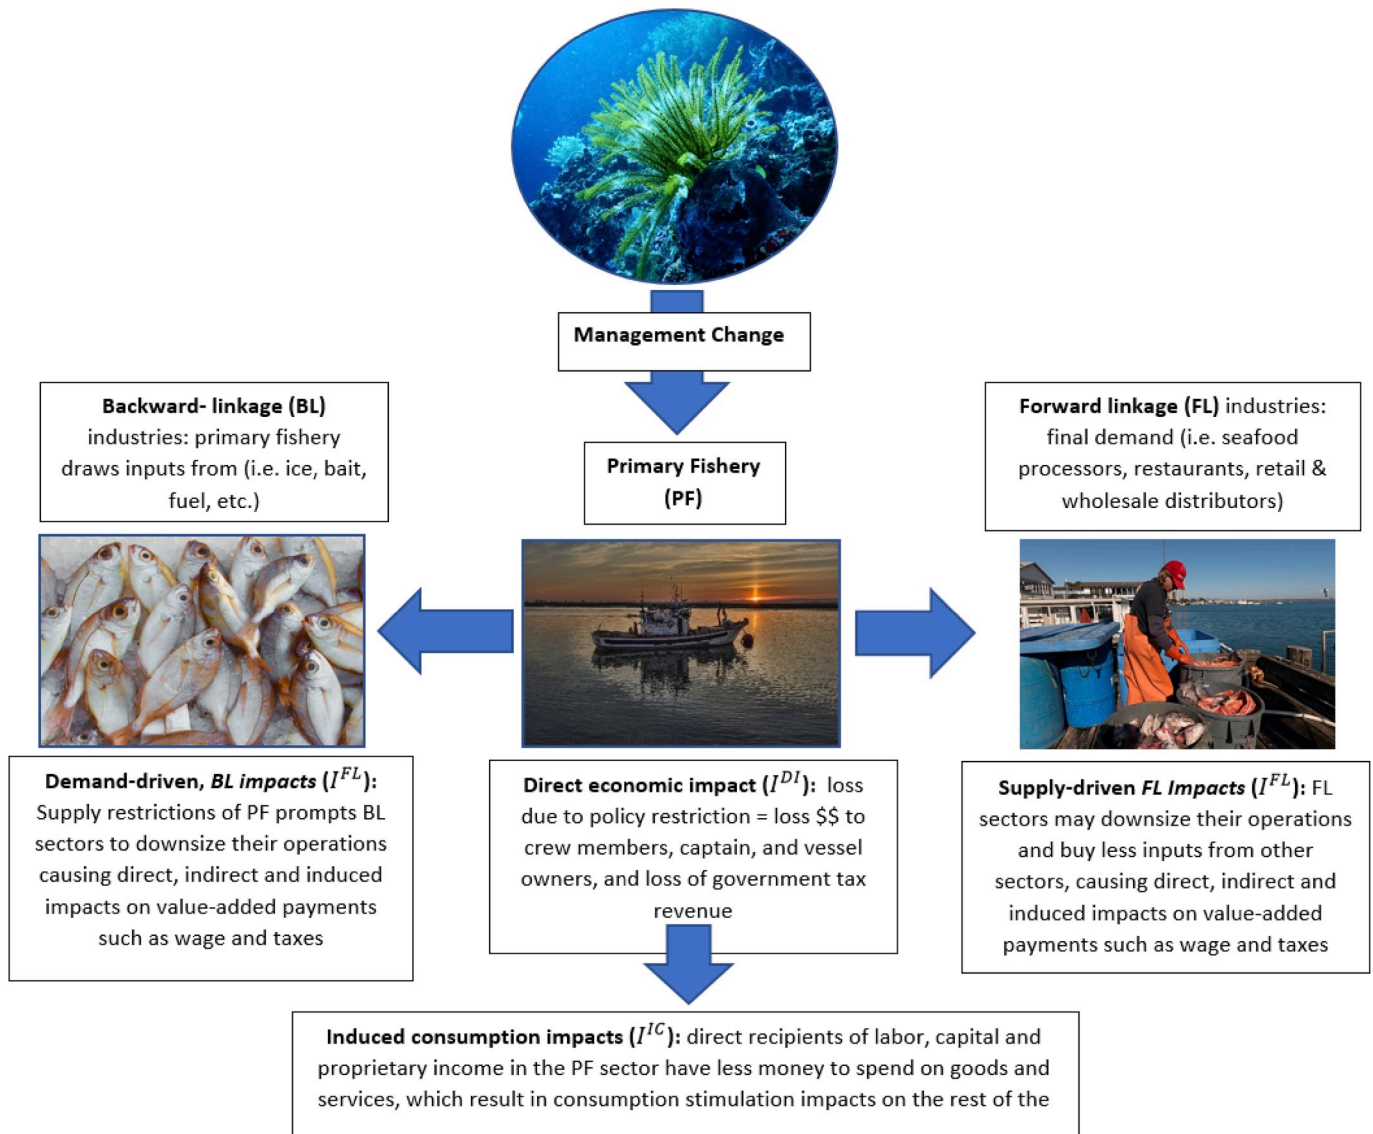 Management Change
Backward- linkage (BL)
industries: primary fishery
draws inputs from (i.e. ice, bait,
fuel, etc.)
Primary Fishery
(PF)
Forward linkage (FL) industries:
final demand (i.e. seafood
processors, restaurants, retail &
wholesale distributors)
Demand-driven, BL impacts (I^{FL}):
Supply restrictions of PF prompts BL
sectors to downsize their operations
causing direct, indirect and induced
impacts on value-added payments
such as wage and taxes
Direct economic impact (I^{DI}): loss
due to policy restriction = loss $$ to
crew members, captain, and vessel
owners, and loss of government tax
revenue
Supply-driven FL Impacts (I^{FL}): FL
sectors may downsize their operations
and buy less inputs from other
sectors, causing direct, indirect and
induced impacts on value-added
payments such as wage and taxes
Induced consumption impacts (I^{IC}): direct recipients of labor, capital and
proprietary income in the PF sector have less money to spend on goods and
services, which result in consumption stimulation impacts on the rest of the